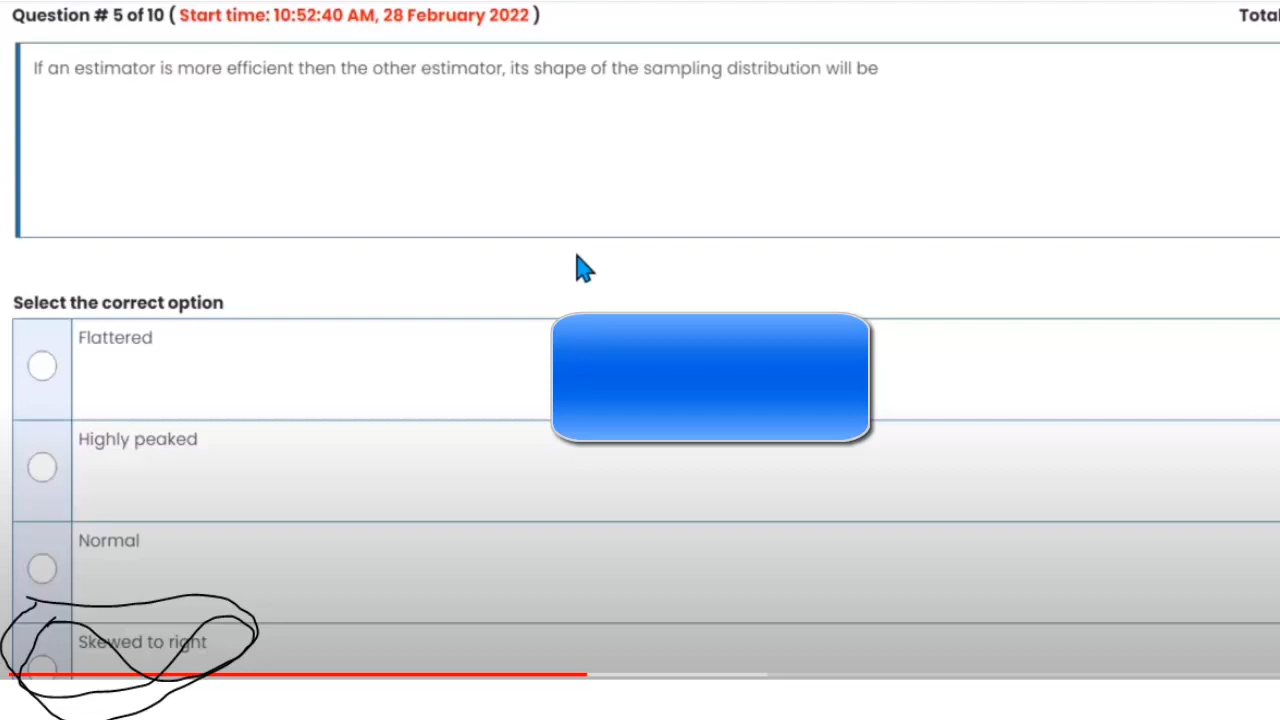 Question # 5 of 10 ( Start time: 10:52:40 AM, 28 February 2022 )
If an estimator is more efficient then the other estimator, its shape of the sampling distribution will be
Select the correct option
Flattered
Highly peaked
Normal
Skewed to right